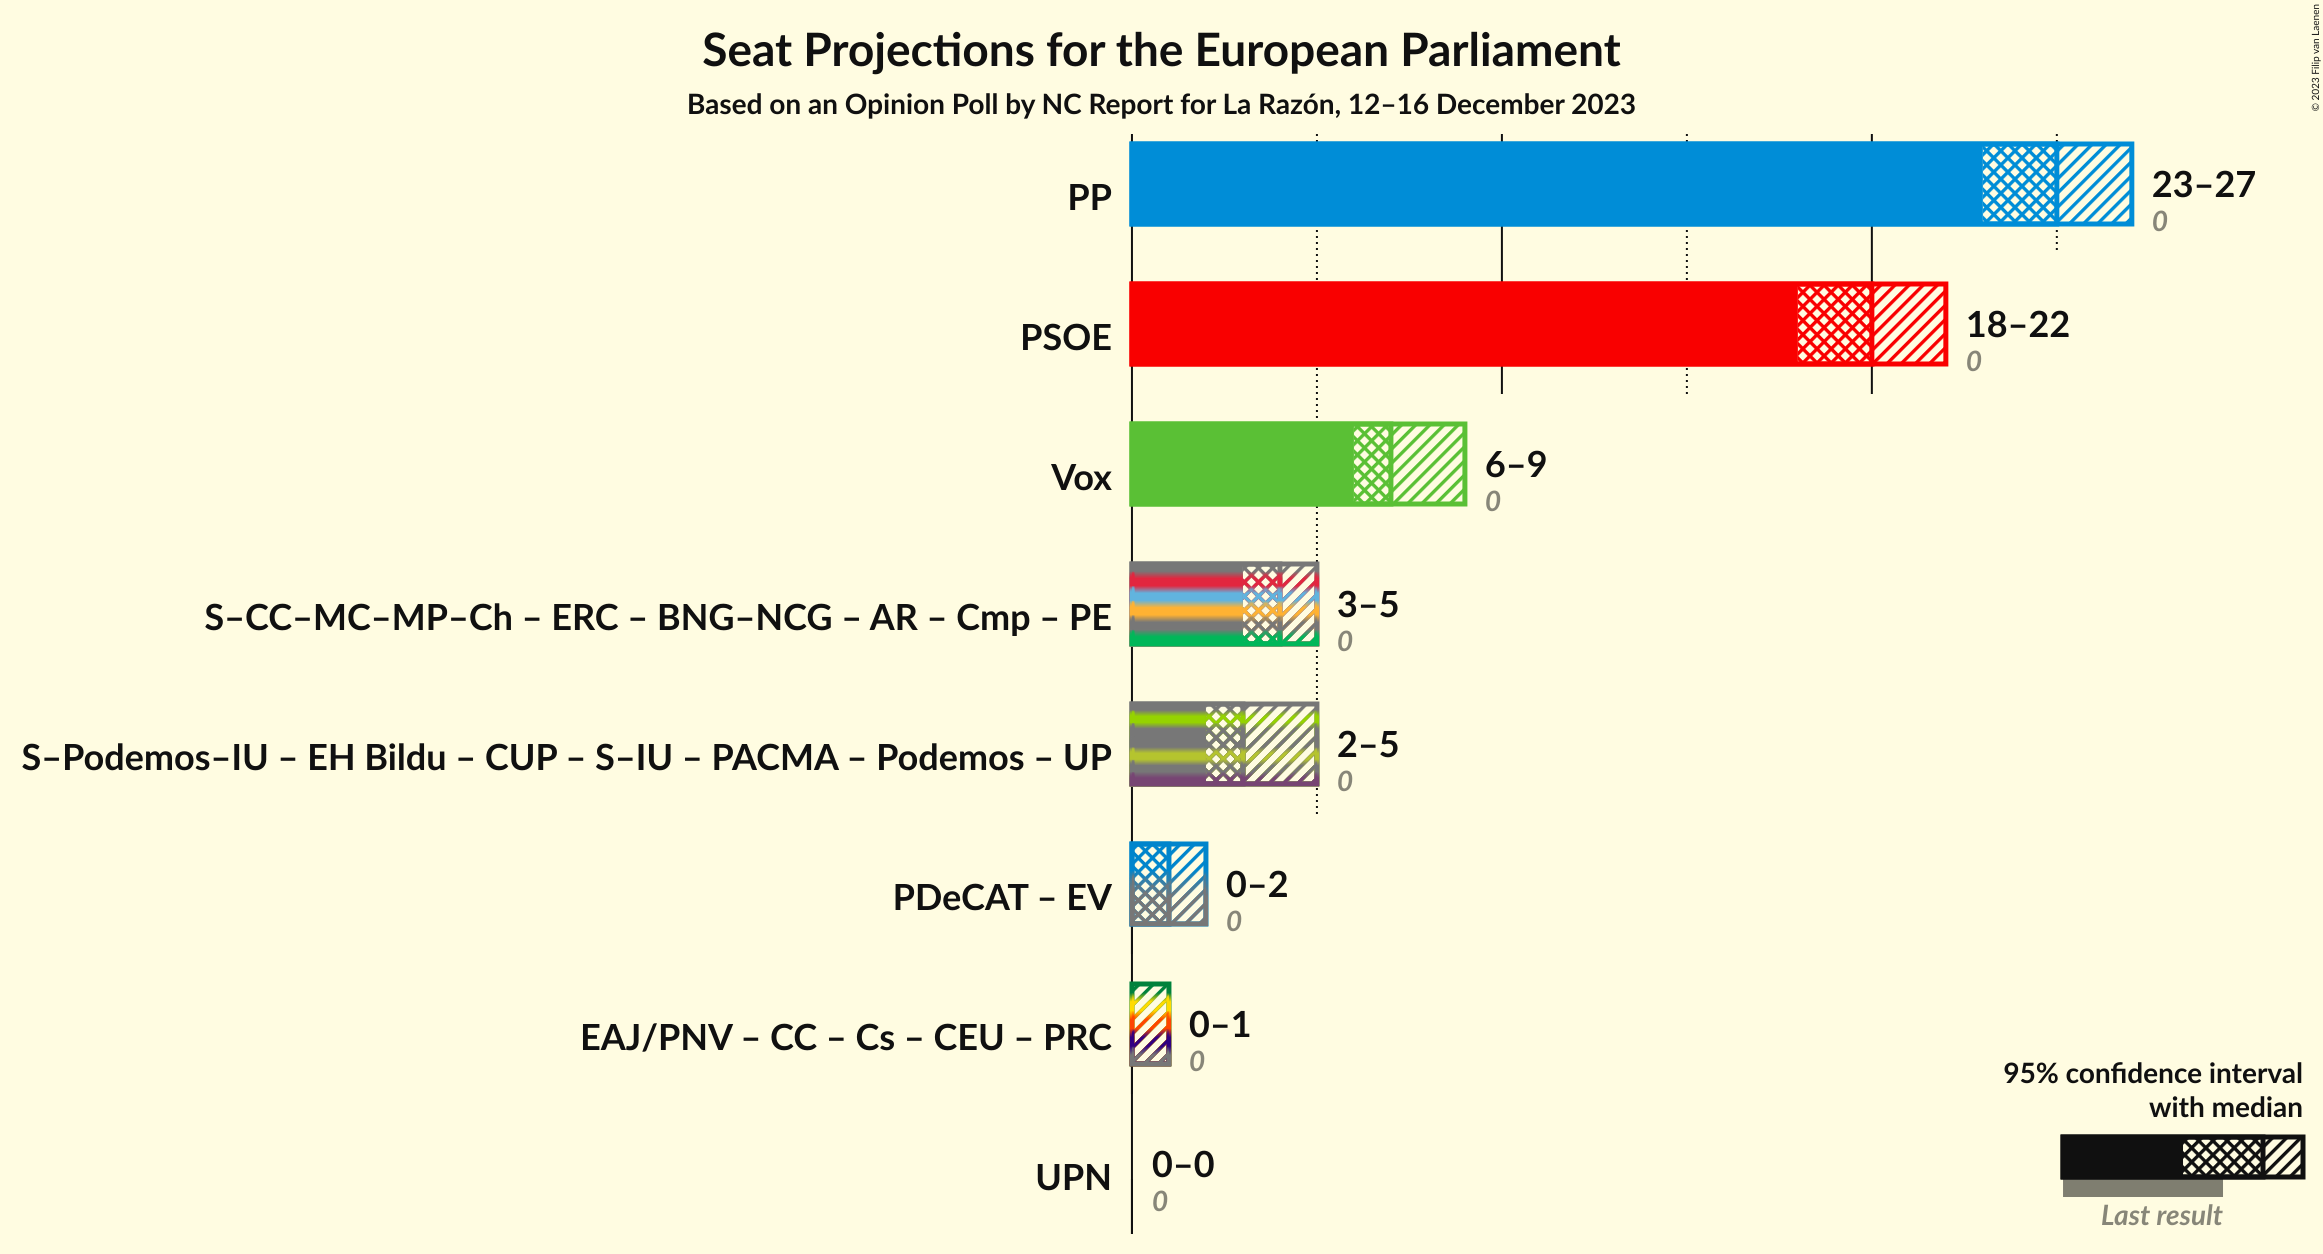 Seat Projections for the European Parliament
Based on an Opinion Poll by NC Report for La Razón, 12–16 December 2023
© 2023 Filip van Laenen
PP
23–27
0
PSOE
18–22
0
Vox
6–9
0
S–CC–MC–MP–Ch – ERC – BNG–NCG – AR – Cmp – PE
3–5
0
S–Podemos–IU – EH Bildu – CUP – S–IU – PACMA – Podemos – UP
2–5
0
PDeCAT – EV
0–2
0
EAJ/PNV – CC – Cs – CEU – PRC
0–1
0
UPN
0–0
0
95% confidence interval
with median
Last result